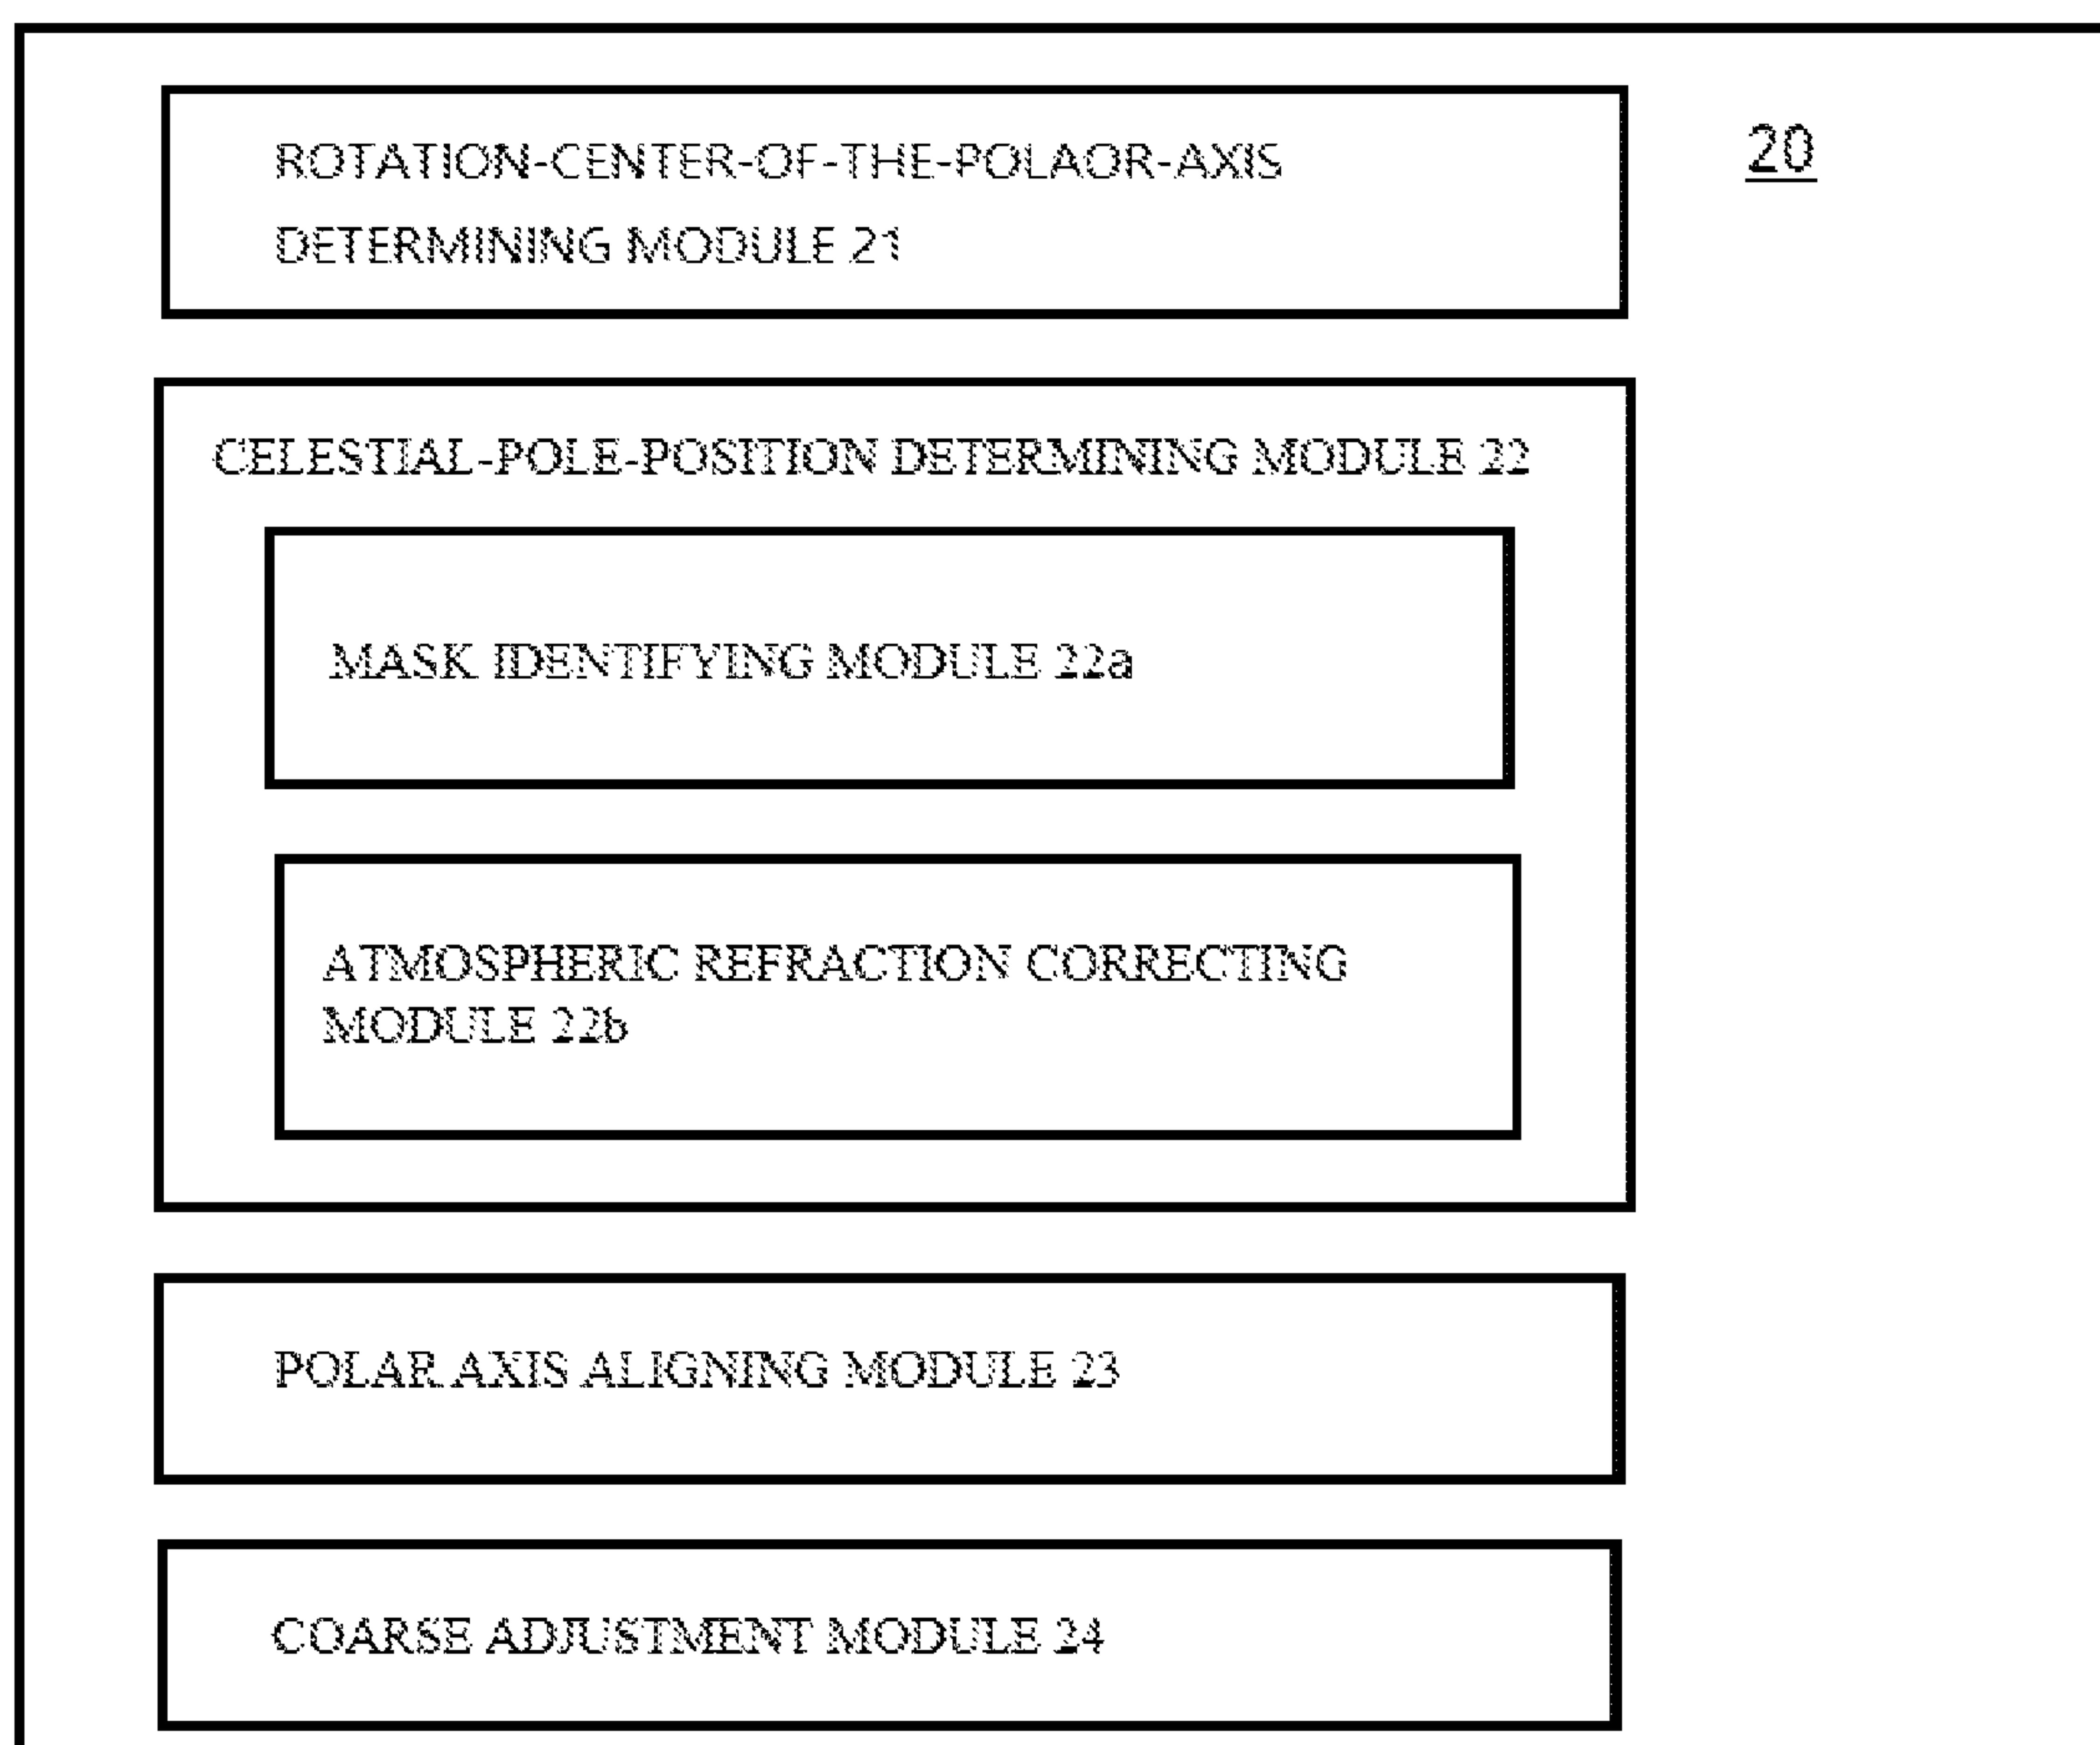 ROTATION-CENTER-OF-THE-POLAOR-AXIS
DETERMINING MODULE 21
20
CELESTIAL-POLE-POSITION DETERMINING MODULE 22
MASK IDENTIFYING MODULE 22a
ATMOSPHERIC REFRACTION CORRECTING
MODULE 22b
POLAR AXIS ALIGNING MODULE 23
COARSE ADJUSTMENT MODULE 24